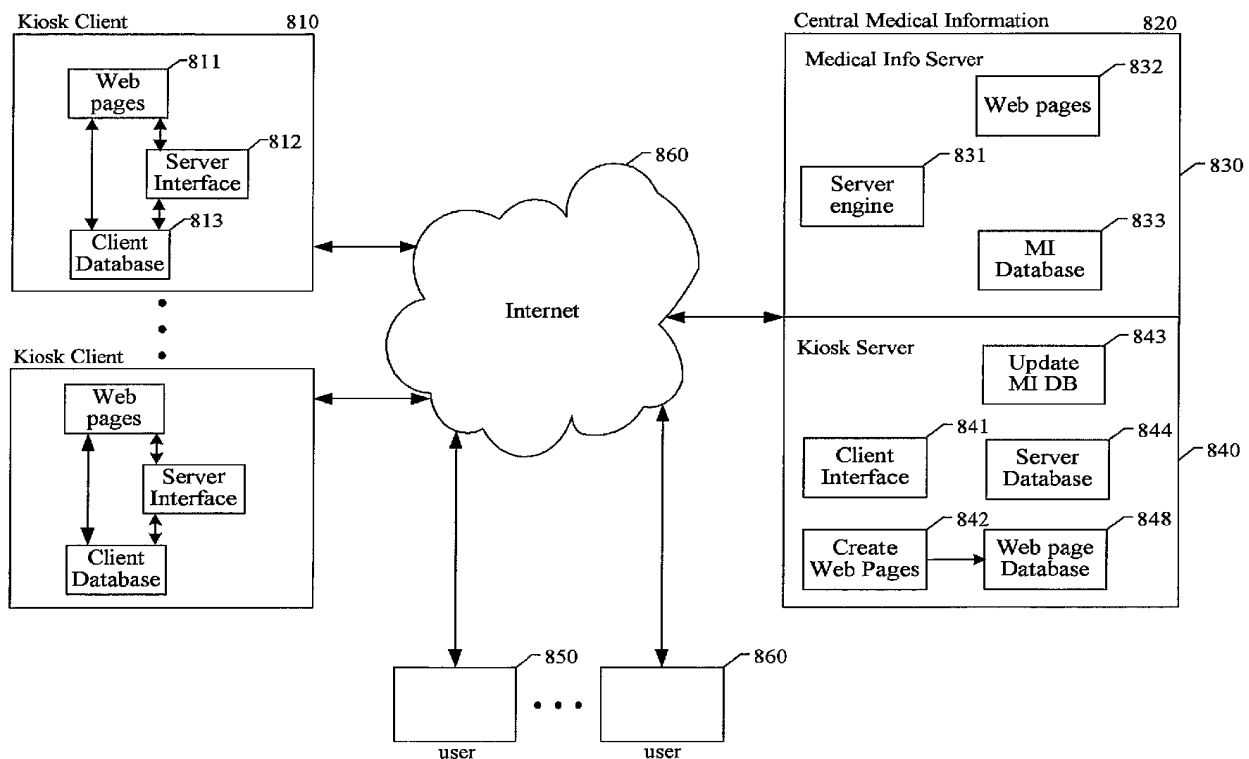 Kiosk Client 810
Web
pages
811
Server
Interface
812
Client
Database
813
Kiosk Client
Web
pages
Server
Interface
Client
Database
Internet
860
850
user
860
user
Central Medical Information 820
Medical Info Server
830
Web pages
832
Server
engine
831
MI
Database
833
Kiosk Server
840
Update
MI DB
843
Client
Interface
841
Server
Database
844
Create
Web Pages
842
Web page
Database
848